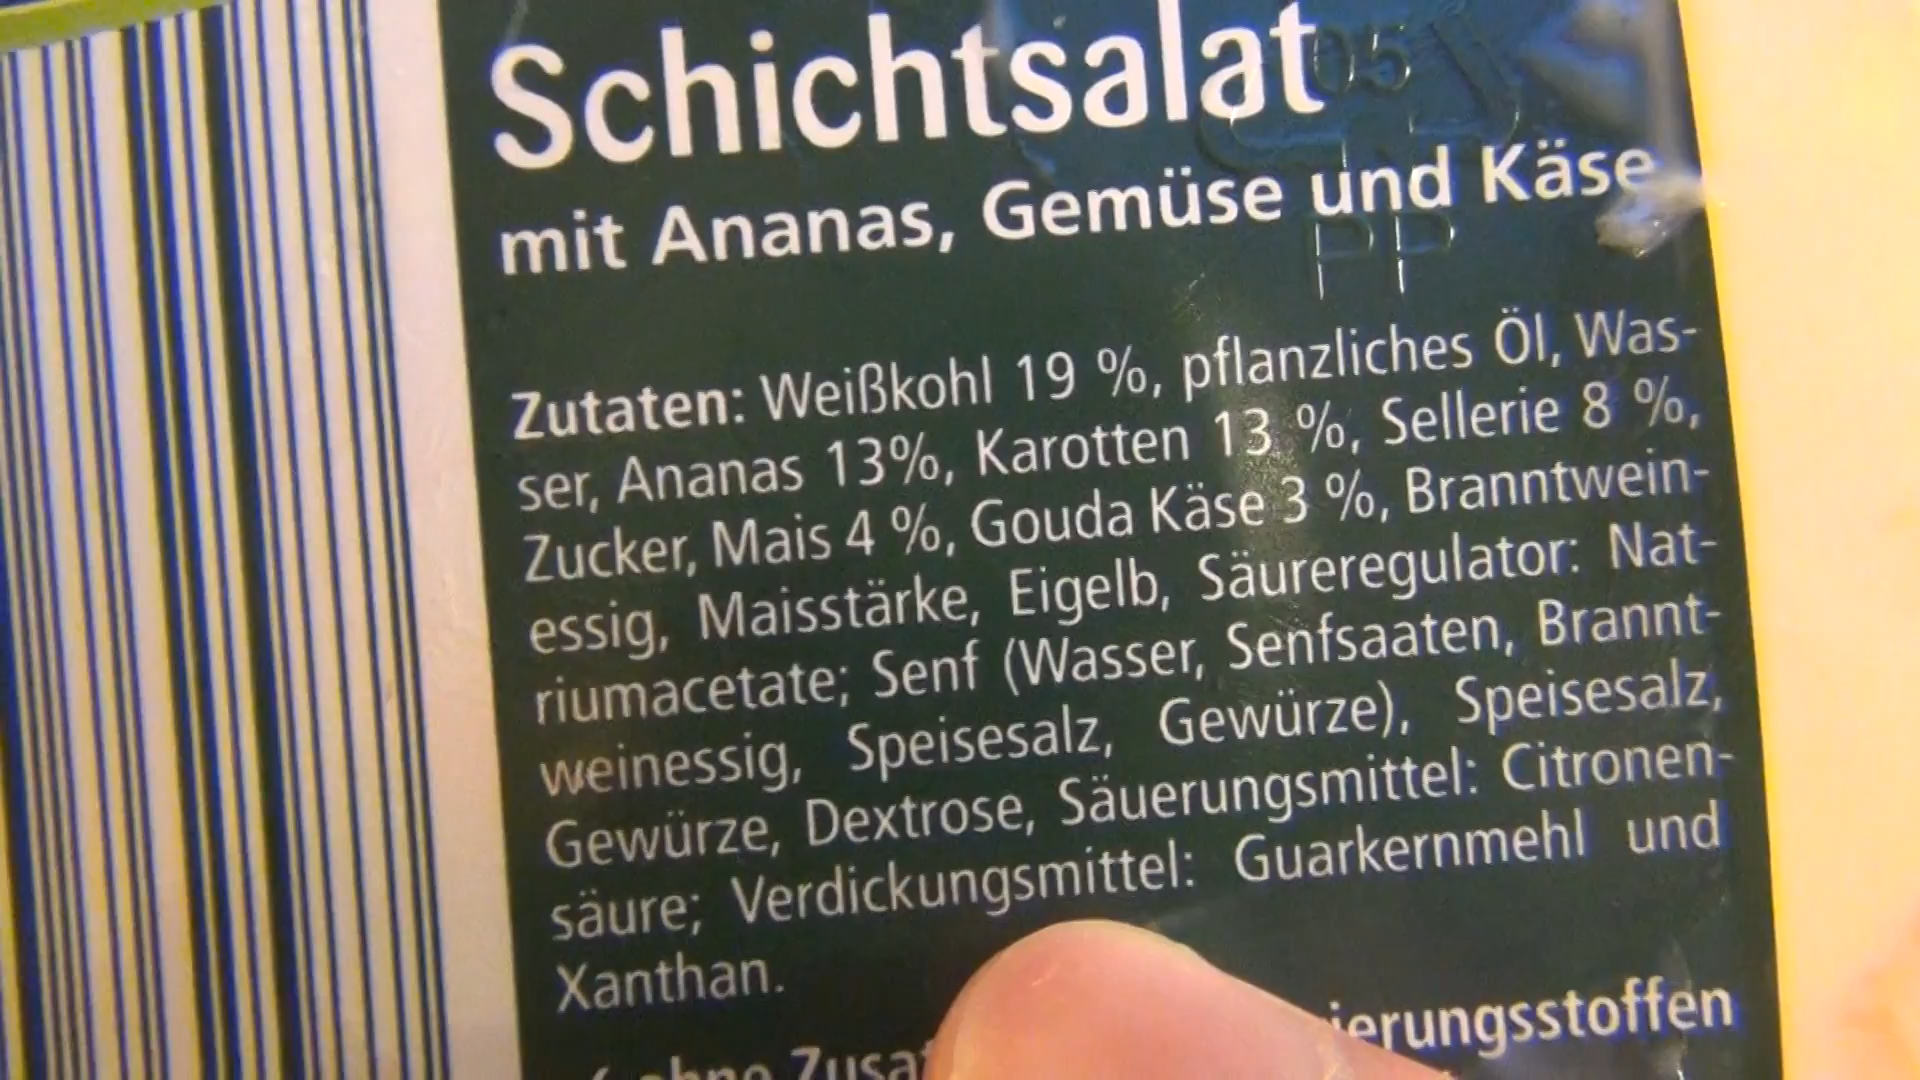 Schichtsalat
05
mit Ananas, Gemüse und Käse
PP
Zutaten: Weißkohl 19 %, pflanzliches Öl, Was-
ser, Ananas 13%, Karotten 13 %, Sellerie 8 %,
Zucker, Mais 4 %, Gouda Käse 3 %, Branntwein-
essig, Maisstärke, Eigelb, Säureregulator: Nat-
riumacetate; Senf (Wasser, Senfsaaten, Brannt-
weinessig, Speisesalz, Gewürze), Speisesalz,
Gewürze, Dextrose, Säuerungsmittel: Citronen-
säure; Verdickungsmittel: Guarkernmehl und
Xanthan.
ohne